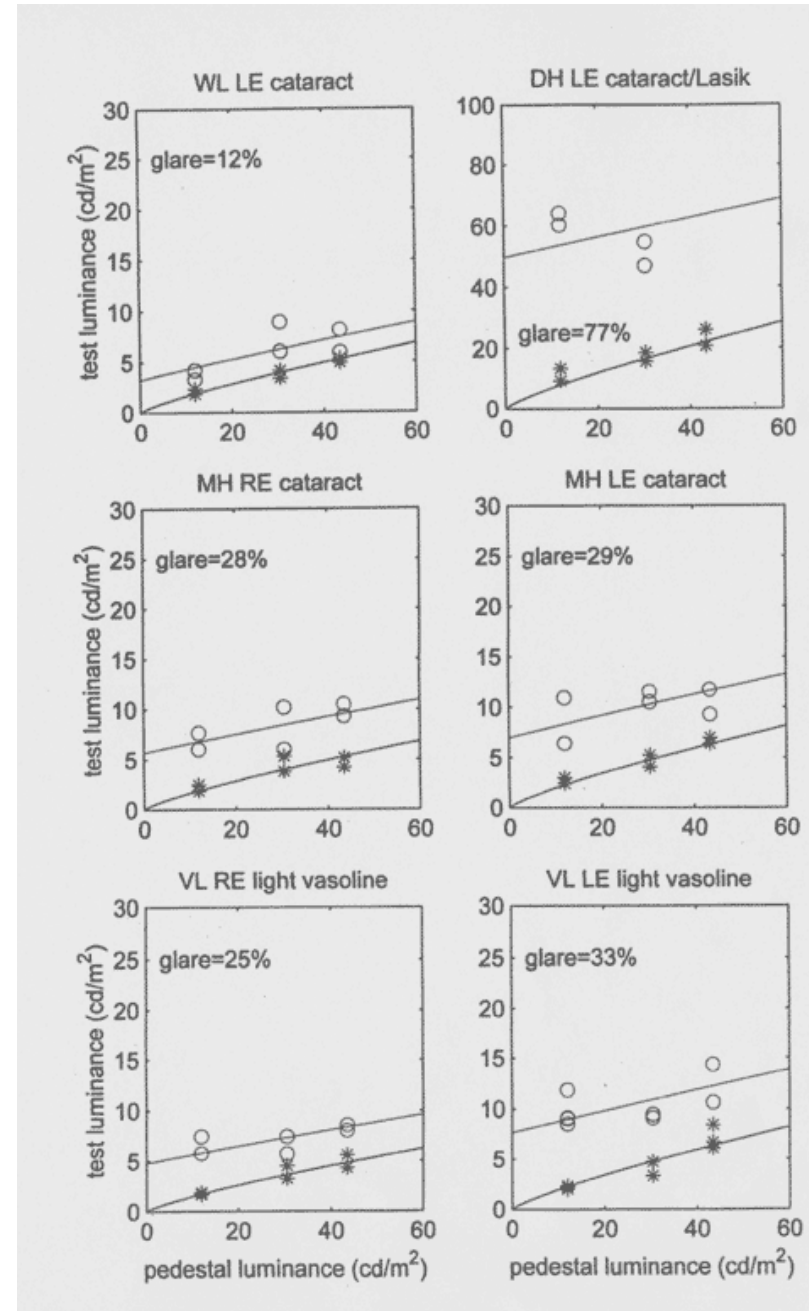 WL LE cataract
30
25
20
15
10
5
0
glare=12%
test luminance (cd/m²)
0 20 40 60
DH LE cataract/Lasik
100
80
60
40
20
0
glare=77%
0 20 40 60
MH RE cataract
30
25
20
15
10
5
0
glare=28%
test luminance (cd/m²)
0 20 40 60
MH LE cataract
30
25
20
15
10
5
0
glare=29%
0 20 40 60
VL RE light vasoline
30
25
20
15
10
5
0
glare=25%
test luminance (cd/m²)
0 20 40 60
pedestal luminance (cd/m²)
VL LE light vasoline
30
25
20
15
10
5
0
glare=33%
0 20 40 60
pedestal luminance (cd/m²)